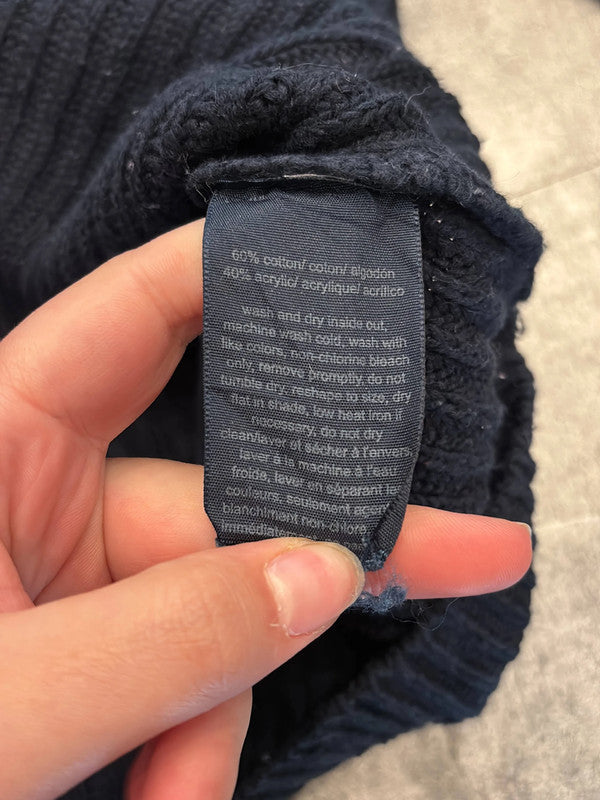 60% cotton/ coton/ algodón
40% acrylic/ acrylique/ acrílico
wash and dry inside out,
machine wash cold, wash with
like colors, non-chlorine bleach
only, remove promptly, do not
tumble dry, reshape to size, dry
flat in shade, low heat iron if
necessary, do not dry
clean/laver et sécher à l'envers
laver à la machine à l'eau
froide, laver en séparant la
couleurs, seulement agent
blanchiment non-chlore